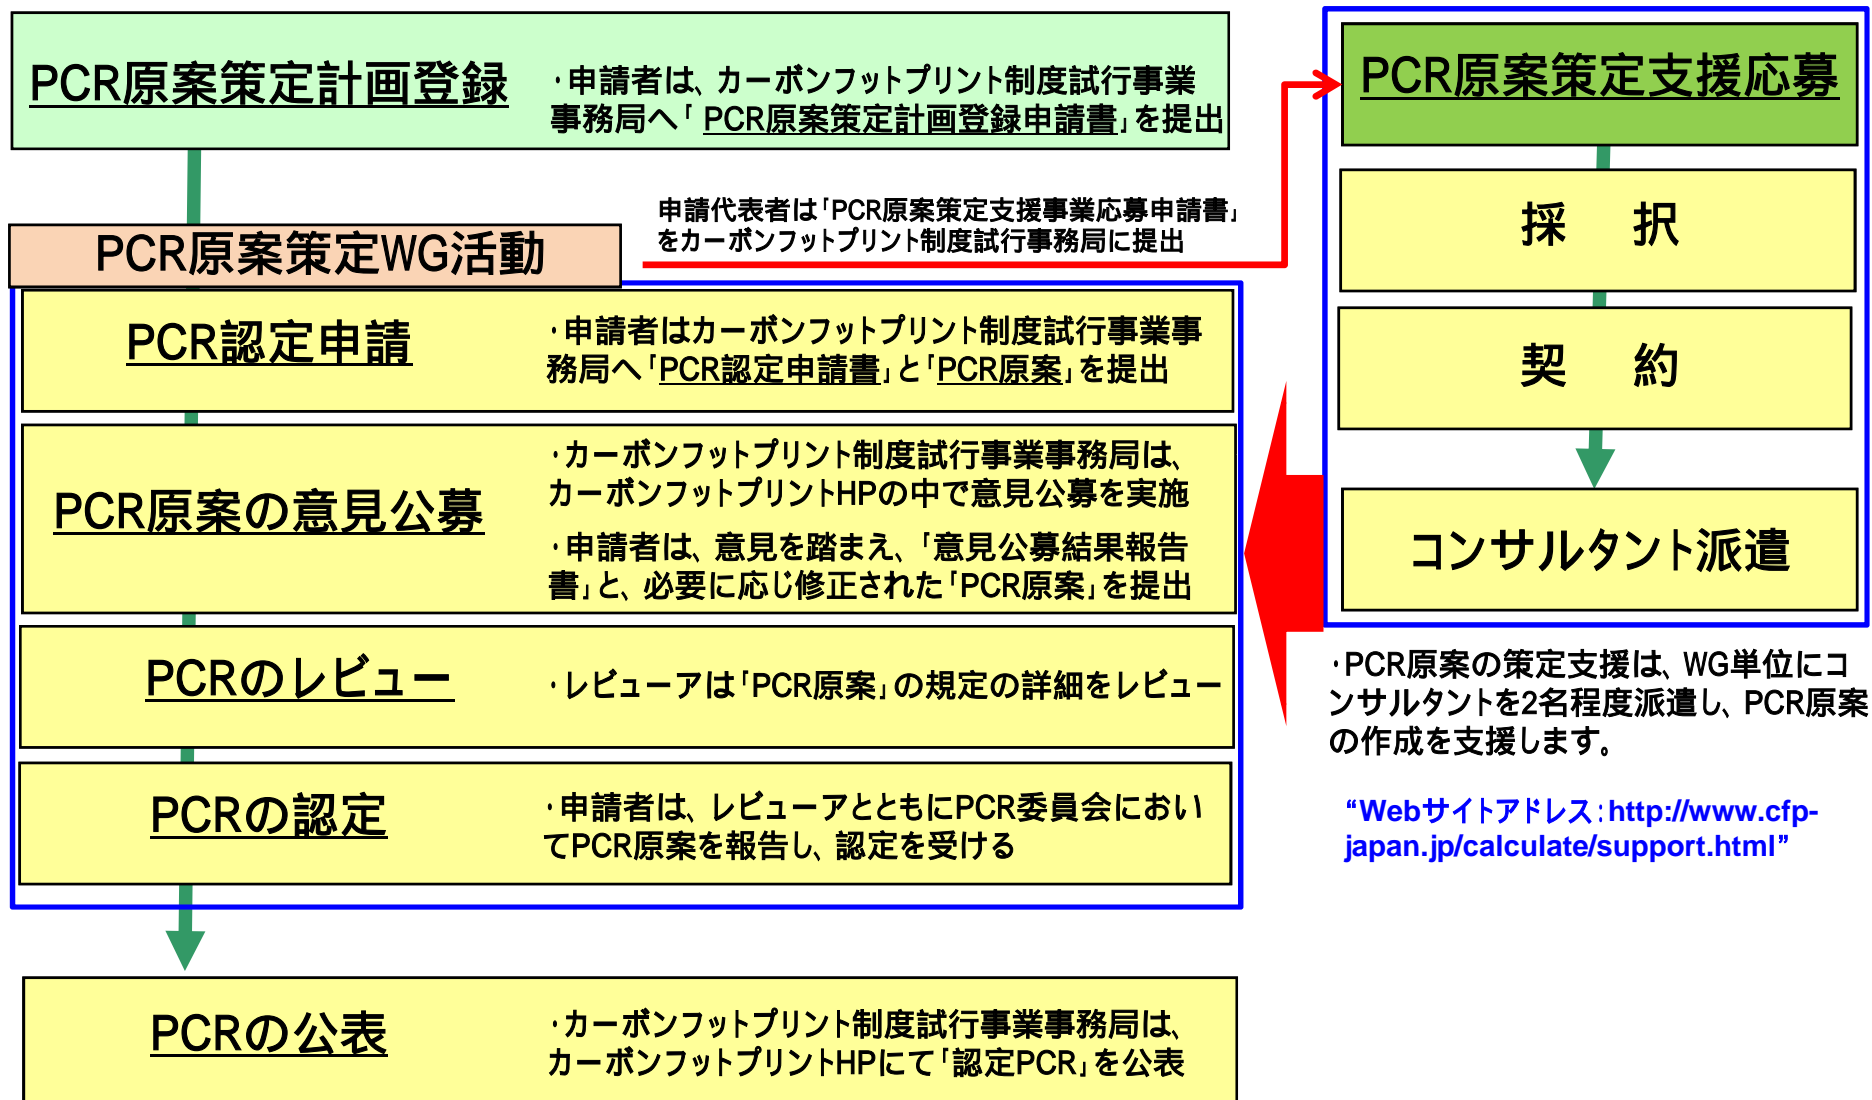 PCR原案策定計画登録
・申請者は、カーボンフットプリント制度試行事業
事務局へ「PCR原案策定計画登録申請書」を提出
PCR原案策定WG活動
申請代表者は「PCR原案策定支援事業応募申請書」
をカーボンフットプリント制度試行事務局に提出
PCR認定申請
・申請者はカーボンフットプリント制度試行事業事
務局へ「PCR認定申請書」と「PCR原案」を提出
PCR原案の意見公募
・カーボンフットプリント制度試行事業事務局は、
カーボンフットプリントHPの中で意見公募を実施
・申請者は、意見を踏まえ、「意見公募結果報告
書」と、必要に応じ修正された「PCR原案」を提出
PCRのレビュー
・レビューアは「PCR原案」の規定の詳細をレビュー
PCRの認定
・申請者は、レビューアとともにPCR委員会におい
てPCR原案を報告し、認定を受ける
PCRの公表
・カーボンフットプリント制度試行事業事務局は、
カーボンフットプリントHPにて「認定PCR」を公表
PCR原案策定支援応募
採　択
契　約
コンサルタント派遣
・PCR原案の策定支援は、WG単位にコ
ンサルタントを2名程度派遣し、PCR原案
の作成を支援します。
“Webサイトアドレス：http://www.cfp-
japan.jp/calculate/support.html”